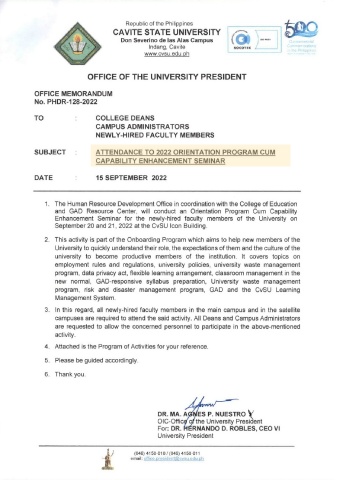 Republic of the Philippines
CAVITE STATE UNIVERSITY
Don Severino de las Alas Campus
Indang, Cavite
www.cvsu.edu.ph
OFFICE OF THE UNIVERSITY PRESIDENT
OFFICE MEMORANDUM
No. PHDR-128-2022
TO : COLLEGE DEANS
CAMPUS ADMINISTRATORS
NEWLY-HIRED FACULTY MEMBERS
SUBJECT : ATTENDANCE TO 2022 ORIENTATION PROGRAM CUM
CAPABILITY ENHANCEMENT SEMINAR
DATE : 15 SEPTEMBER 2022
1. The Human Resource Development Office in coordination with the College of Education
and GAD Resource Center, will conduct an Orientation Program Cum Capability
Enhancement Seminar for the newly-hired faculty members of the University on
September 20 and 21, 2022 at the CvSU Icon Building.
2. This activity is part of the Onboarding Program which aims to help new members of the
University to quickly understand their role, the expectations of them and the culture of the
university to become productive members of the institution. It covers topics on
employment rules and regulations, university policies, university waste management
program, data privacy act, flexible learning arrangement, classroom management in the
new normal, GAD-responsive syllabus preparation, University waste management
program, risk and disaster management program, GAD and the CvSU Learning
Management System.
3. In this regard, all newly-hired faculty members in the main campus and in the satellite
campuses are required to attend the said activity. All Deans and Campus Administrators
are requested to allow the concerned personnel to participate in the above-mentioned
activity.
4. Attached is the Program of Activities for your reference.
5. Please be guided accordingly.
6. Thank you.
DR. MA. AGNES P. NUESTRO
OIC-Office of the University President
For: DR. HERNANDO D. ROBLES, CEO VI
University President
(046) 4150-010 / (046) 4150-011
email: office.president@cvsu.edu.ph